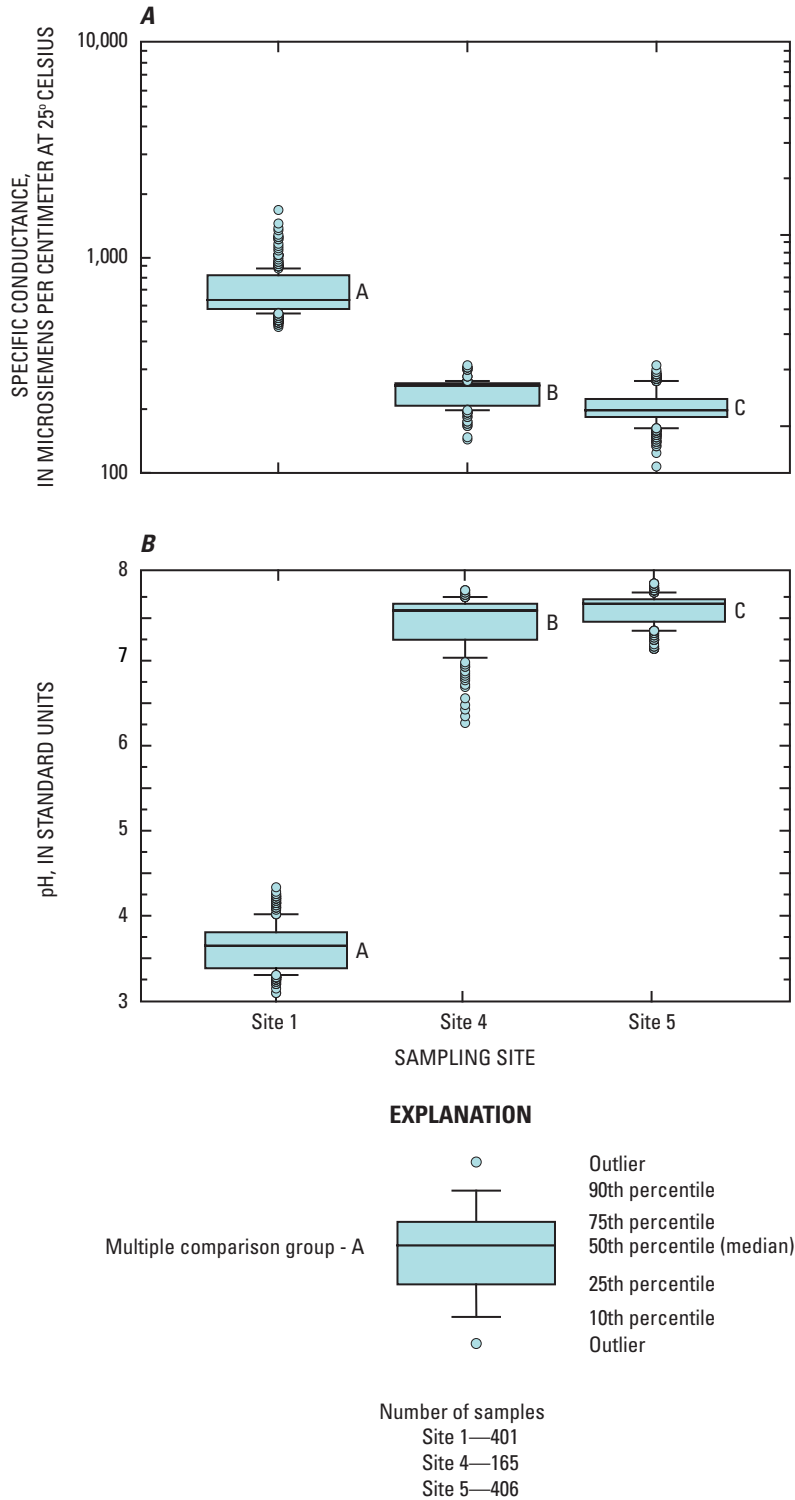 A
SPECIFIC CONDUCTANCE,
IN MICROSIEMENS PER CENTIMETER AT 25º CELSIUS
10,000
1,000
100
A
B
C
B
pH, IN STANDARD UNITS
8
7
6
5
4
3
A
B
C
Site 1
Site 4
Site 5
SAMPLING SITE
EXPLANATION
Multiple comparison group - A
Outlier
90th percentile
75th percentile
50th percentile (median)
25th percentile
10th percentile
Outlier
Number of samples
Site 1—401
Site 4—165
Site 5—406